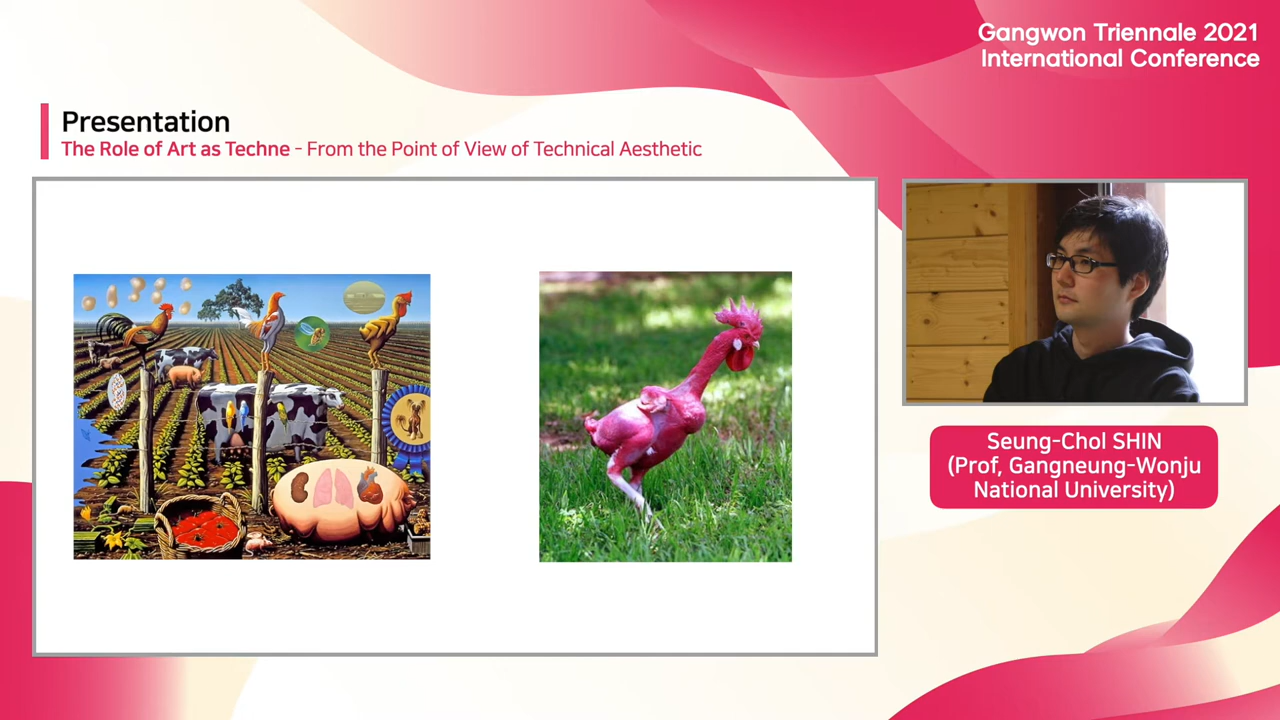 Gangwon Triennale 2021
International Conference
Presentation
The Role of Art as Techne - From the Point of View of Technical Aesthetic
Seung-Chol SHIN
(Prof, Gangneung-Wonju
National University)